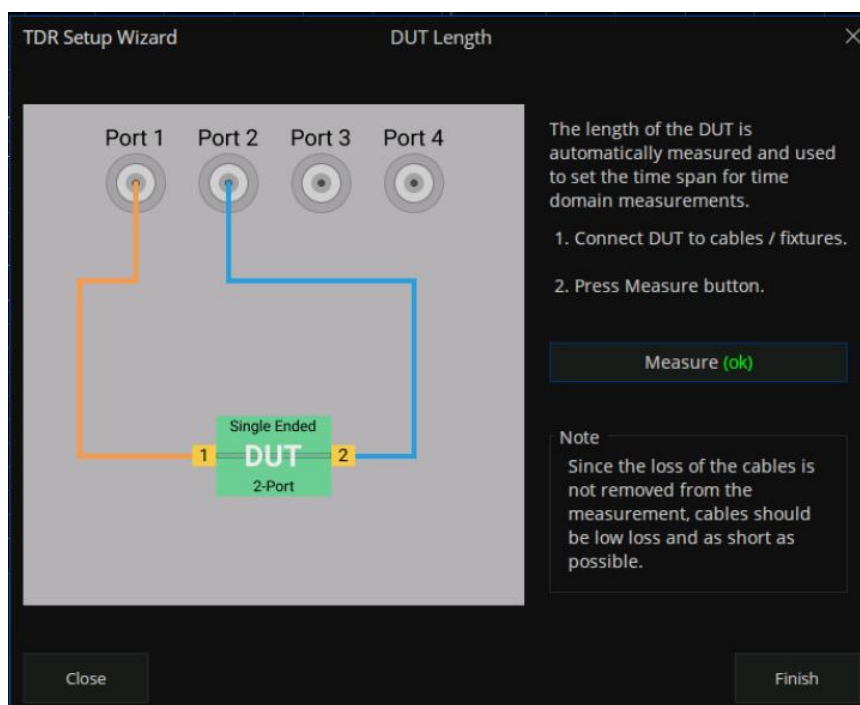 TDR Setup Wizard
DUT Length
Port 1 Port 2 Port 3 Port 4
Single Ended
1 DUT 2
2-Port
The length of the DUT is
automatically measured and used
to set the time span for time
domain measurements.
1. Connect DUT to cables / fixtures.
2. Press Measure button.
Measure (ok)
Note
Since the loss of the cables is
not removed from the
measurement, cables should
be low loss and as short as
possible.
Close
Finish